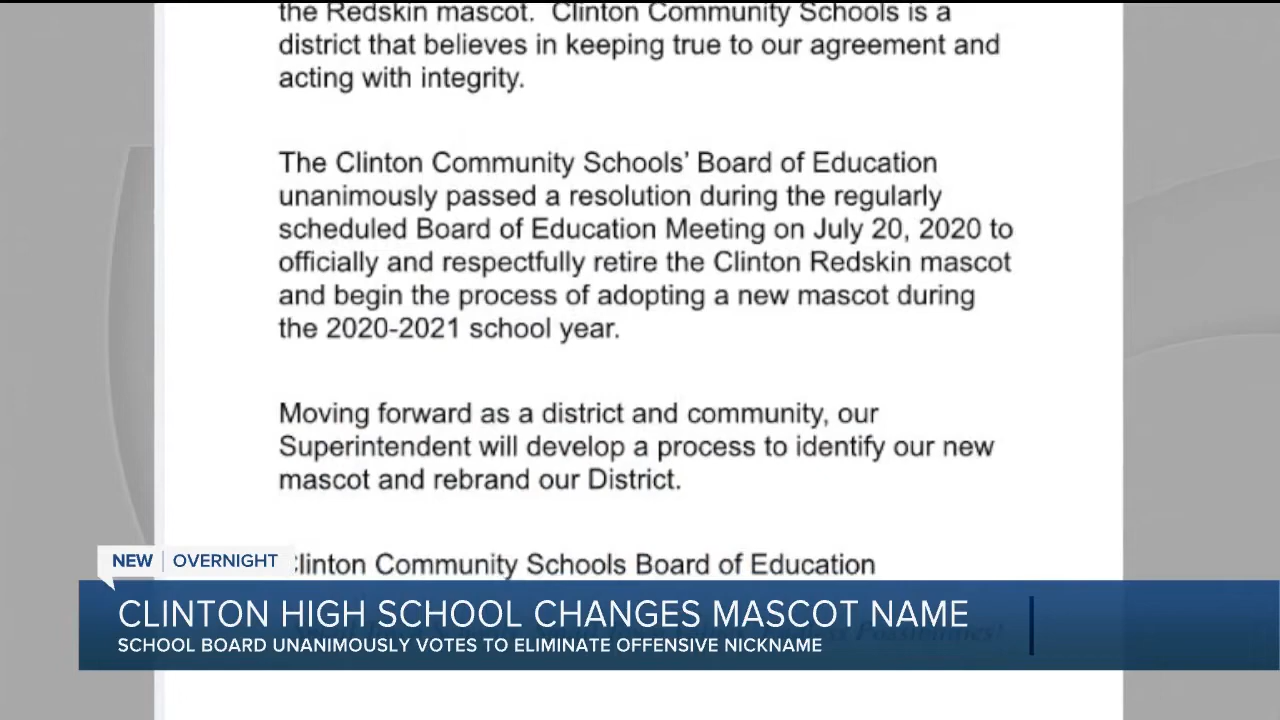 the Redskin mascot. Clinton Community Schools is a
district that believes in keeping true to our agreement and
acting with integrity.
The Clinton Community Schools' Board of Education
unanimously passed a resolution during the regularly
scheduled Board of Education Meeting on July 20, 2020 to
officially and respectfully retire the Clinton Redskin mascot
and begin the process of adopting a new mascot during
the 2020-2021 school year.
Moving forward as a district and community, our
Superintendent will develop a process to identify our new
mascot and rebrand our District.
Clinton Community Schools Board of Education
NEW OVERNIGHT
CLINTON HIGH SCHOOL CHANGES MASCOT NAME
SCHOOL BOARD UNANIMOUSLY VOTES TO ELIMINATE OFFENSIVE NICKNAME